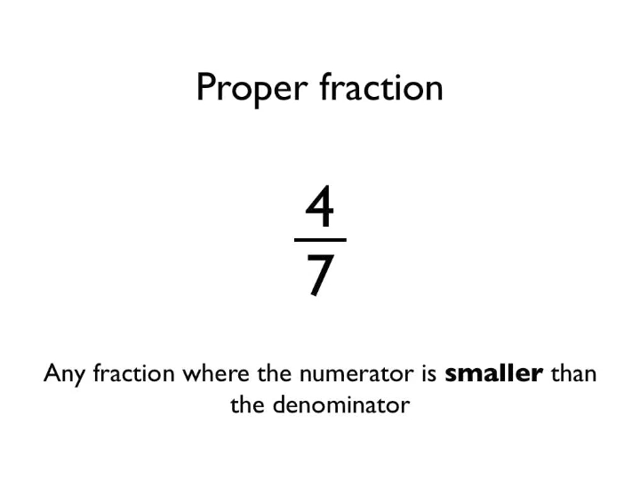 Proper fraction
4
7
Any fraction where the numerator is smaller than
the denominator